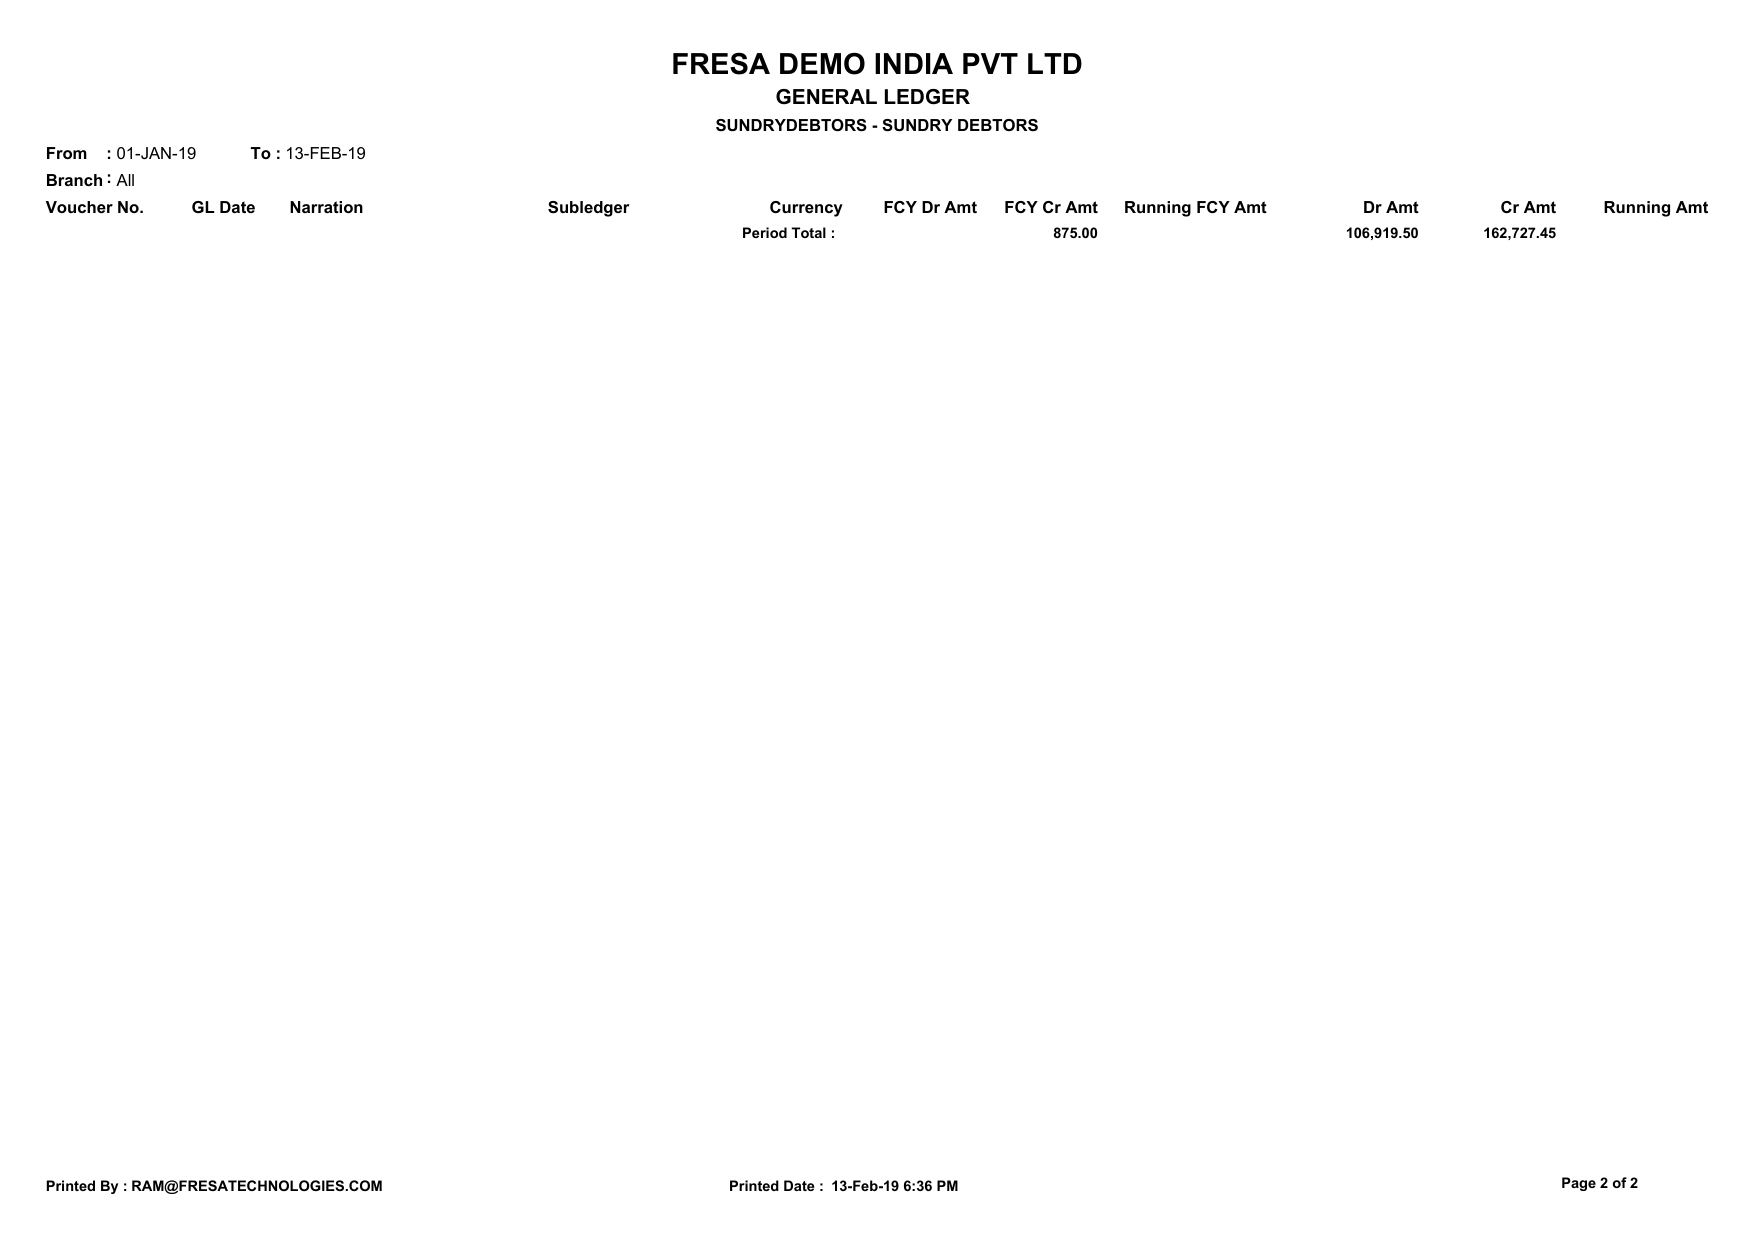 FRESA DEMO INDIA PVT LTD
GENERAL LEDGER
SUNDRYDEBTORS - SUNDRY DEBTORS
From : 01-JAN-19 To : 13-FEB-19
Branch : All
Voucher No. GL Date Narration Subledger Currency FCY Dr Amt FCY Cr Amt Running FCY Amt Dr Amt Cr Amt Running Amt
Period Total : 875.00 106,919.50 162,727.45
Printed By : RAM@FRESATECHNOLOGIES.COM Printed Date : 13-Feb-19 6:36 PM Page 2 of 2